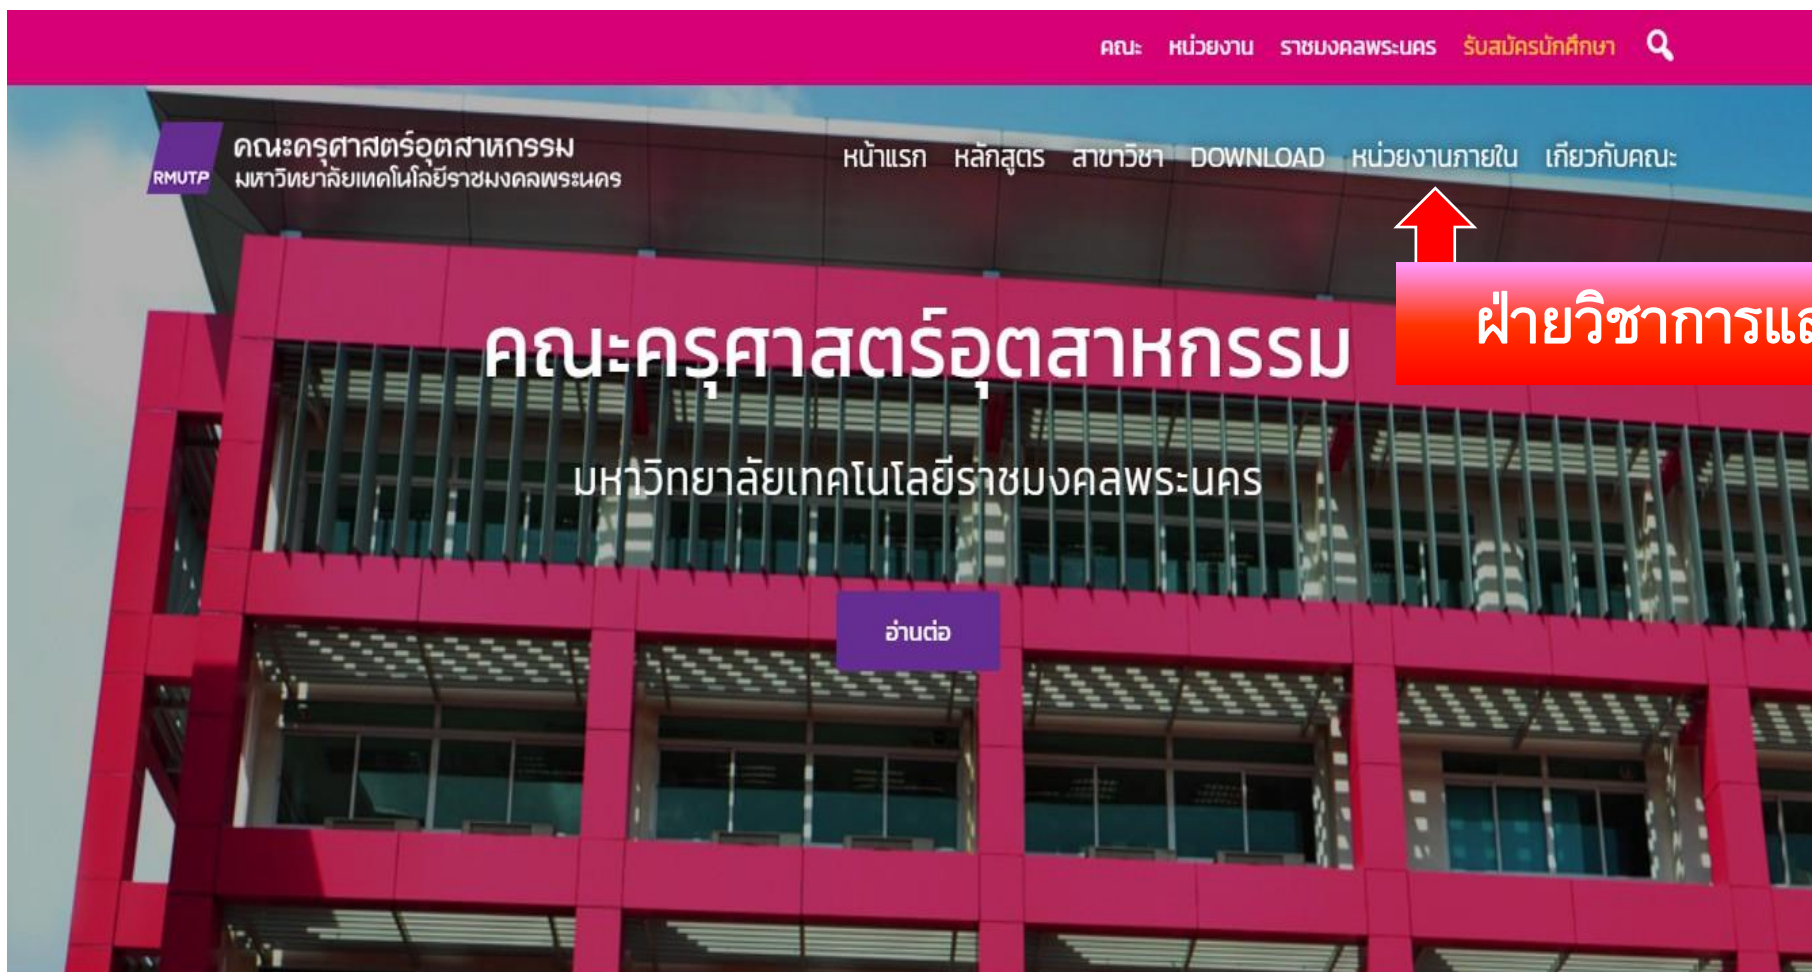 คณะ หน่วยงาน ราชมงคลพระนคร รับสมัครนักศึกษา
RMUTP
คณะครุศาสตร์อุตสาหกรรม
มหาวิทยาลัยเทคโนโลยีราชมงคลพระนคร
หน้าแรก หลักสูตร สาขาวิชา DOWNLOAD หน่วยงานภายใน เกี่ยวกับคณะ
ฝ่ายวิชาการแล
คณะครุศาสตร์อุตสาหกรรม
มหาวิทยาลัยเทคโนโลยีราชมงคลพระนคร
อ่านต่อ